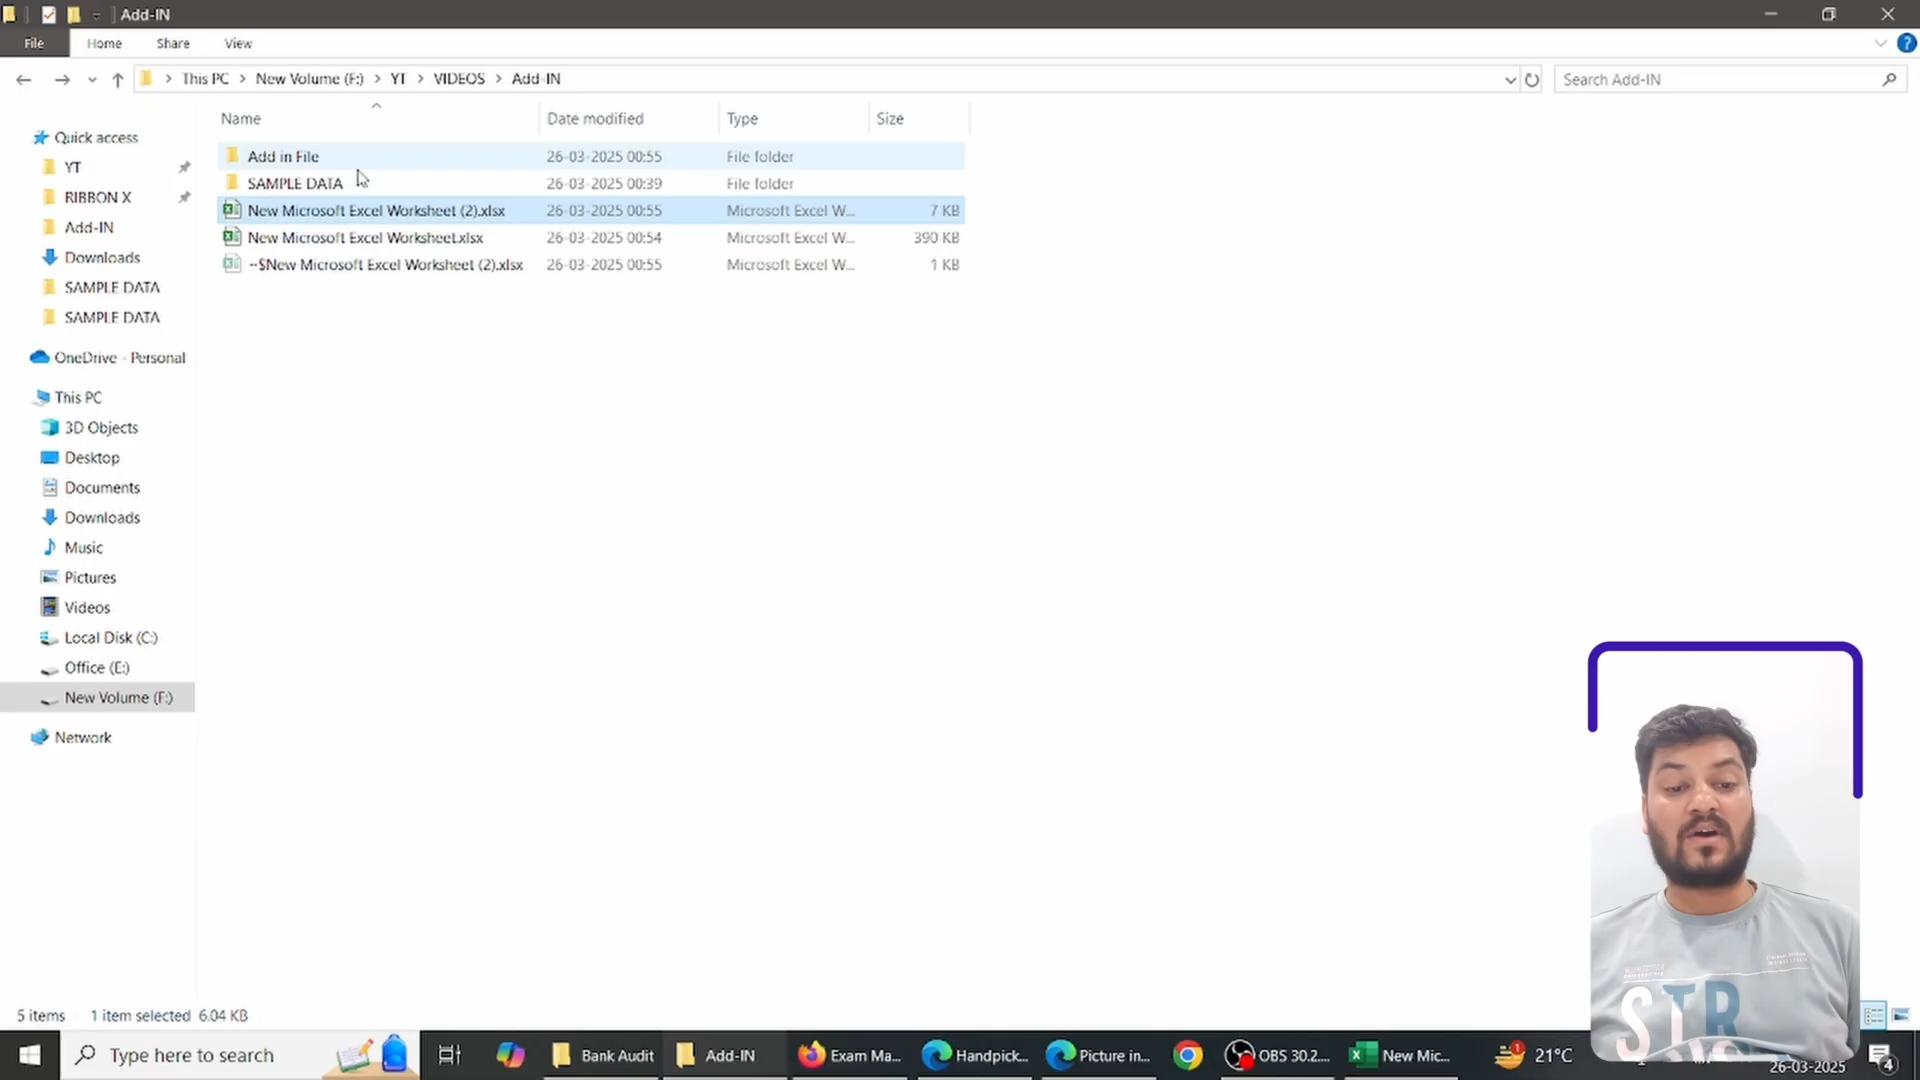 Add-IN
File Home Share View
This PC New Volume (F:) YT VIDEOS Add-IN
Search Add-IN
Name Date modified Type Size
Add in File 26-03-2025 00:55 File folder
SAMPLE DATA 26-03-2025 00:39 File folder
New Microsoft Excel Worksheet (2).xlsx 26-03-2025 00:55 Microsoft Excel W... 7 KB
New Microsoft Excel Worksheet.xlsx 26-03-2025 00:54 Microsoft Excel W... 390 KB
~$New Microsoft Excel Worksheet (2).xlsx 26-03-2025 00:55 Microsoft Excel W... 1 KB
Quick access
YT
RIBBON X
Add-IN
Downloads
SAMPLE DATA
SAMPLE DATA
OneDrive - Personal
This PC
3D Objects
Desktop
Documents
Downloads
Music
Pictures
Videos
Local Disk (C:)
Office (E:)
New Volume (F:)
Network
STR
5 items 1 item selected 6.04 KB
Type here to search
Bank Audit
Add-IN
Exam Ma...
Handpick...
Picture in...
OBS 30.2....
New Mic...
1
21°C
26-03-2025
4